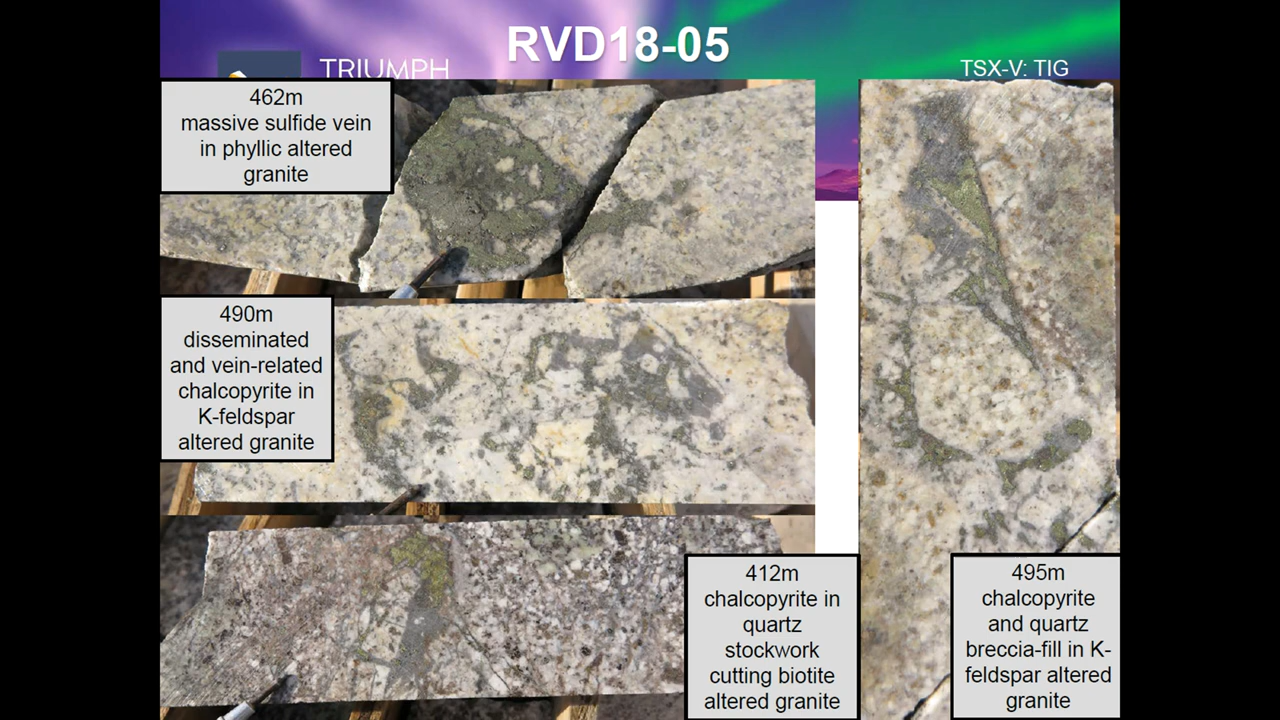 RVD18-05
TRIUMPH
TSX-V: TIG
462m
massive sulfide vein
in phyllic altered
granite
490m
disseminated
and vein-related
chalcopyrite in
K-feldspar
altered granite
412m
chalcopyrite in
quartz
stockwork
cutting biotite
altered granite
495m
chalcopyrite
and quartz
breccia-fill in K-
feldspar altered
granite